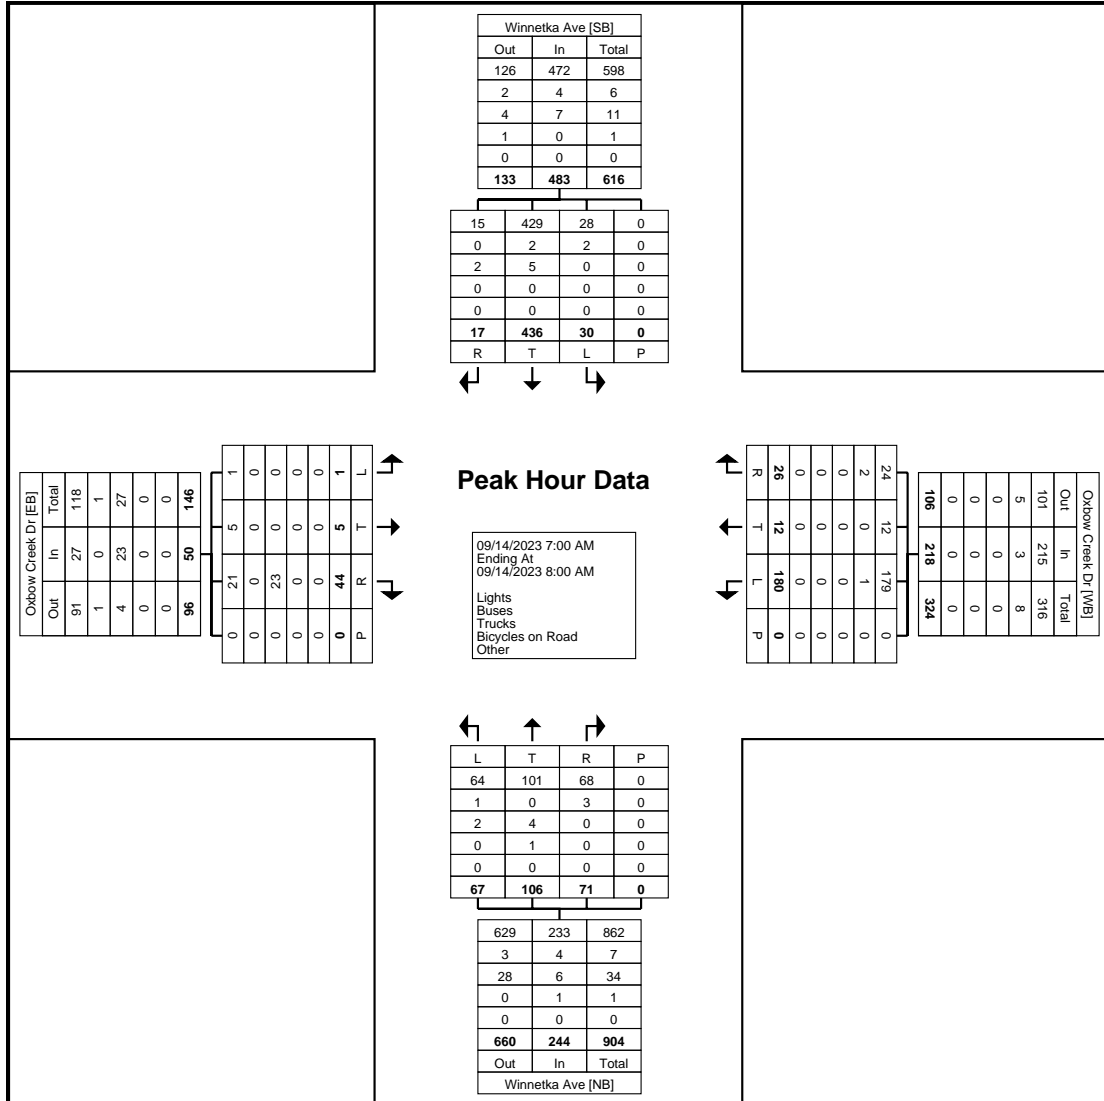 Winnetka Ave [SB]
Out In Total
126 472 598
2 4 6
4 7 11
1 0 1
0 0 0
133 483 616
15 429 28 0
0 2 2 0
2 5 0 0
0 0 0 0
0 0 0 0
17 436 30 0
R T L P
Oxbow Creek Dr [EB]
Total 118 1 27 0 0 146
In 27 0 23 0 0 50
Out 91 1 4 0 0 96
1 0 0 0 0 1 L
5 0 0 0 0 5 T
21 0 23 0 0 44 R
0 0 0 0 0 0 P
Peak Hour Data
09/14/2023 7:00 AM
Ending At
09/14/2023 8:00 AM
Lights
Buses
Trucks
Bicycles on Road
Other
R 26 0 0 0 2 24
T 12 0 0 0 0 12
L 180 0 0 0 1 179
P 0 0 0 0 0 0
106 0 0 0 5 101 Out
218 0 0 0 3 215 In
324 0 0 0 8 316 Total
Oxbow Creek Dr [WB]
L T R P
64 101 68 0
1 0 3 0
2 4 0 0
0 1 0 0
0 0 0 0
67 106 71 0
629 233 862
3 4 7
28 6 34
0 1 1
0 0 0
660 244 904
Out In Total
Winnetka Ave [NB]